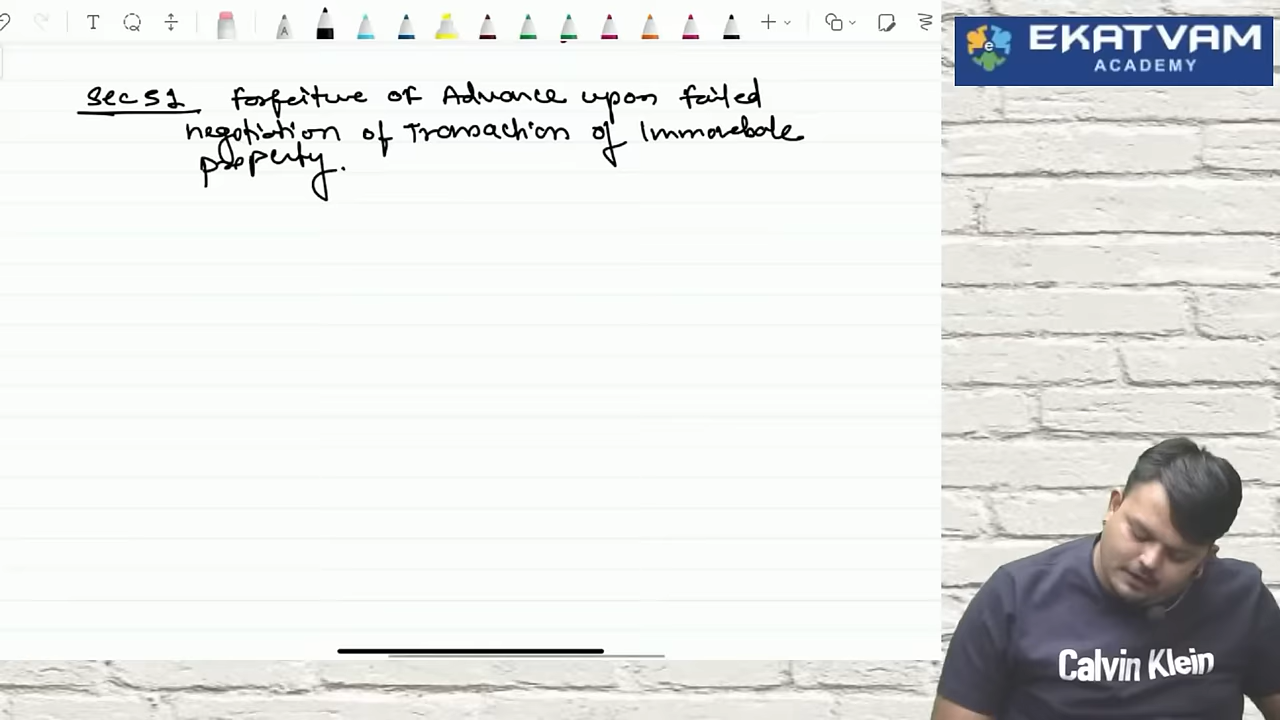 Sec 51 forfeiture of Advance upon failed
negotiation of Transaction of Immovable
property.
EKATVAM
ACADEMY
Calvin Klein